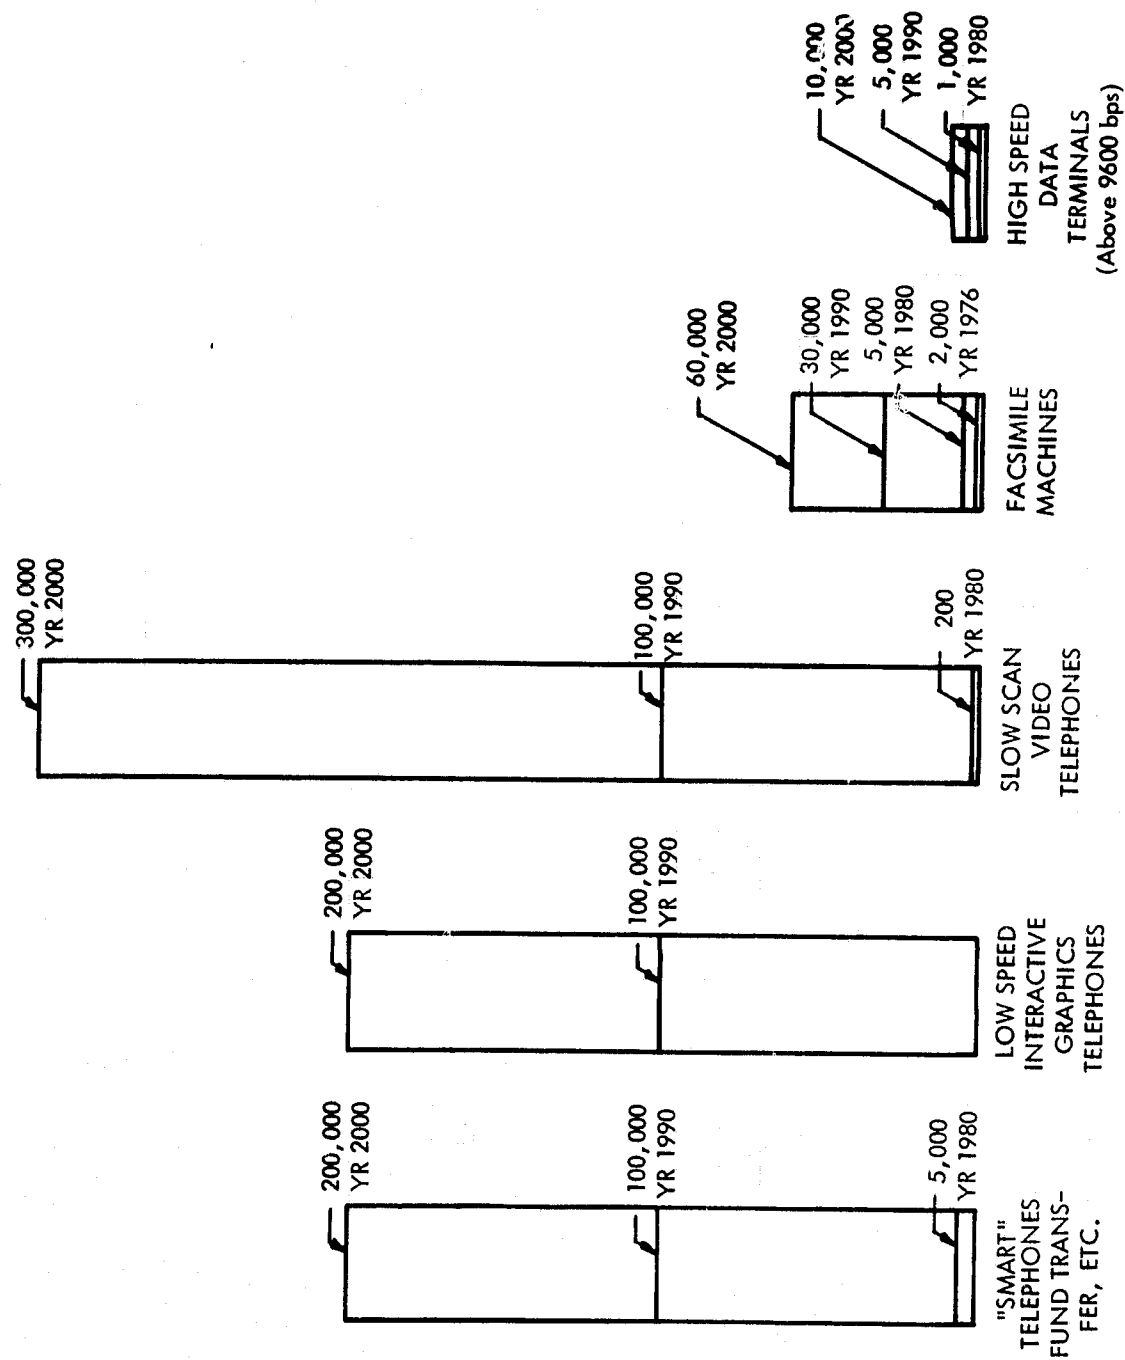 200,000
YR 2000
100,000
YR 1990
5,000
YR 1980
"SMART"
TELEPHONES
FUND TRANS-
FER, ETC.
200,000
YR 2000
100,000
YR 1990
LOW SPEED
INTERACTIVE
GRAPHICS
TELEPHONES
300,000
YR 2000
100,000
YR 1990
200
YR 1980
SLOW SCAN
VIDEO
TELEPHONES
60,000
YR 2000
30,000
YR 1990
5,000
YR 1980
2,000
YR 1976
FACSIMILE
MACHINES
10,000
YR 2000
5,000
YR 1990
1,000
YR 1980
HIGH SPEED
DATA
TERMINALS
(Above 9600 bps)